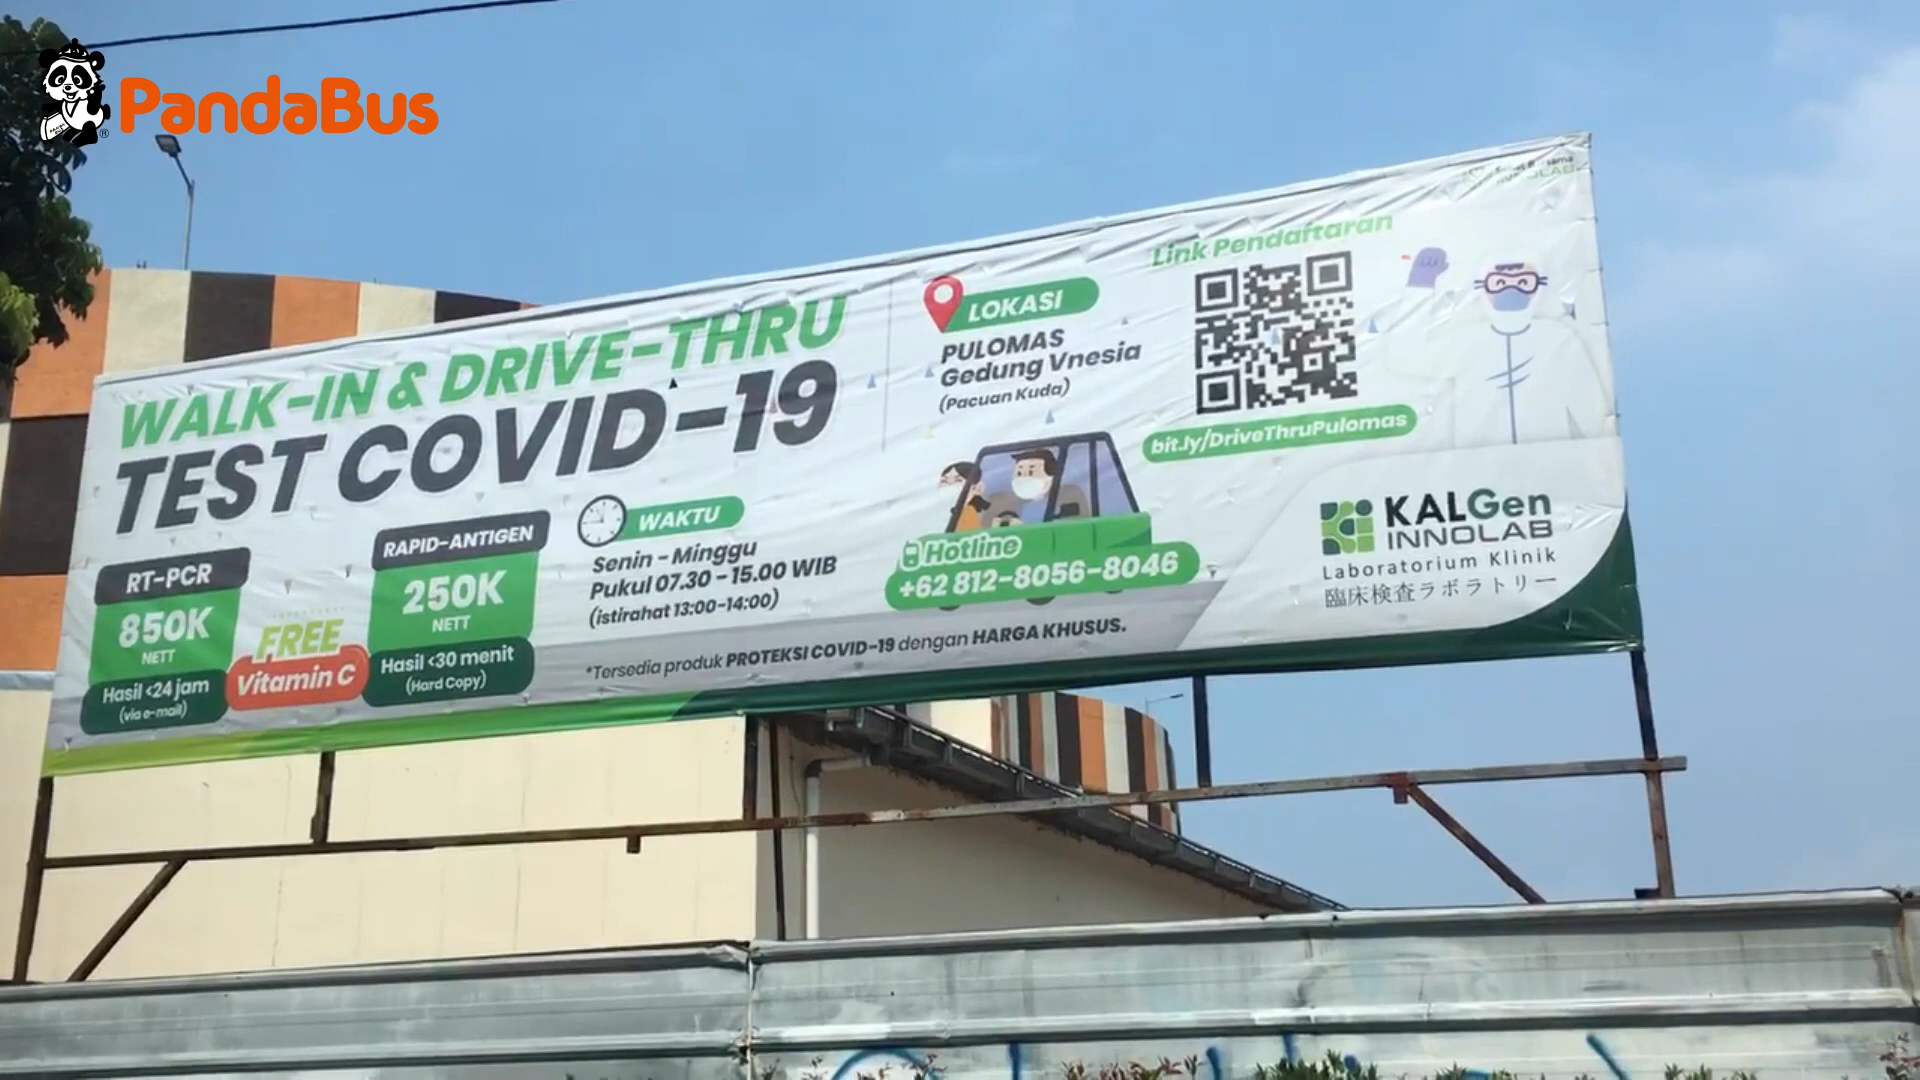 PandaBus
WALK-IN & DRIVE-THRU
TEST COVID-19
RT-PCR
850K
NETT
Hasil <24 jam
(via e-mail)
FREE
Vitamin C
RAPID-ANTIGEN
250K
NETT
Hasil <30 menit
(Hard Copy)
WAKTU
Senin - Minggu
Pukul 07.30 - 15.00 WIB
(istirahat 13:00-14:00)
LOKASI
PULOMAS
Gedung Vnesia
(Pacuan Kuda)
Hotline
+62 812-8056-8046
*Tersedia produk PROTEKSI COVID-19 dengan HARGA KHUSUS.
Link Pendaftaran
bit.ly/DriveThruPulomas
KALGen
INNOLAB
Laboratorium Klinik
臨床検査ラボラトリー